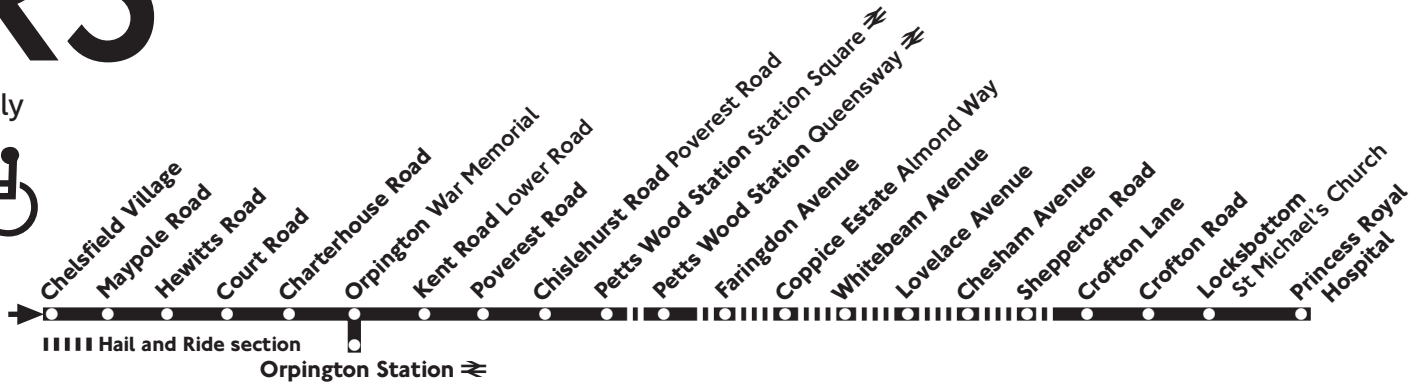 ly
Chelsfield Village
Maypole Road
Hewitts Road
Court Road
Charterhouse Road
Orpington War Memorial
Kent Road Lower Road
Poverest Road
Chislehurst Road Poverest Road
Petts Wood Station Station Square
Petts Wood Station Queensway
Faringdon Avenue
Coppice Estate Almond Way
Whitebeam Avenue
Lovelace Avenue
Chesham Avenue
Shepperton Road
Crofton Lane
Crofton Road
Locksbottom
St Michael's Church
Princess Royal
Hospital
Hail and Ride section
Orpington Station